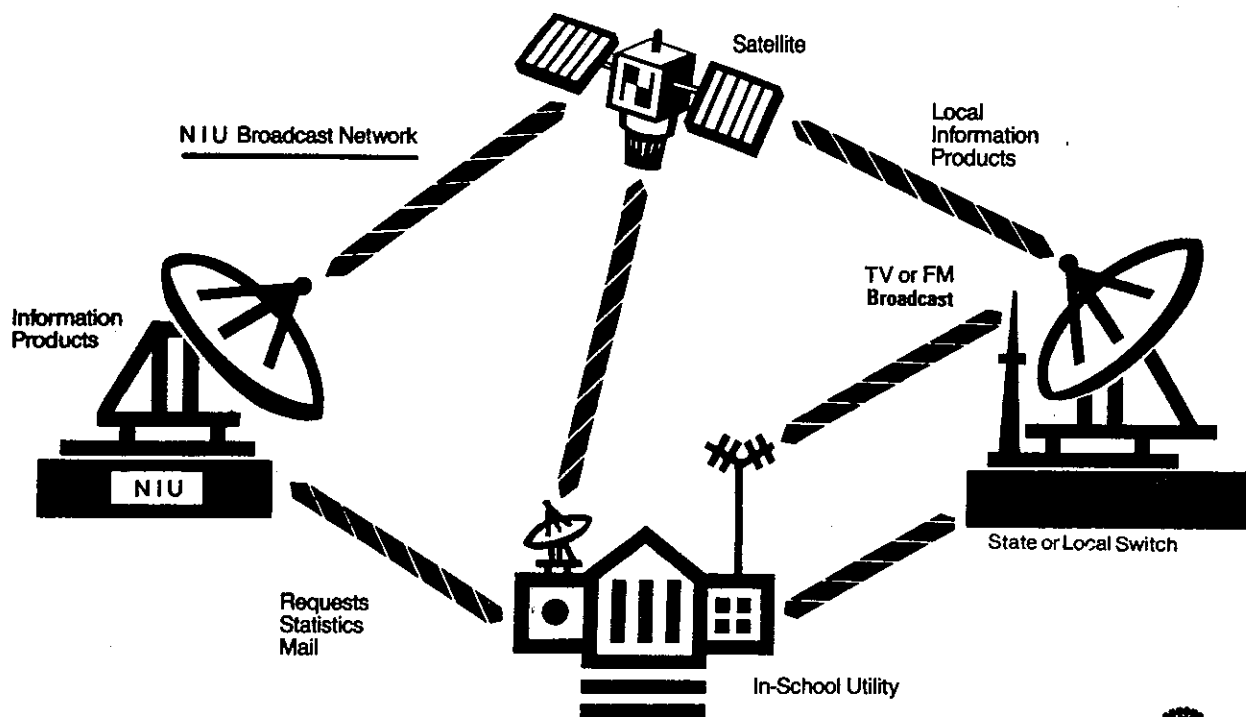 Satellite
NIU Broadcast Network
Local
Information
Products
TV or FM
Broadcast
Information
Products
NIU
State or Local Switch
Requests
Statistics
Mail
In-School Utility